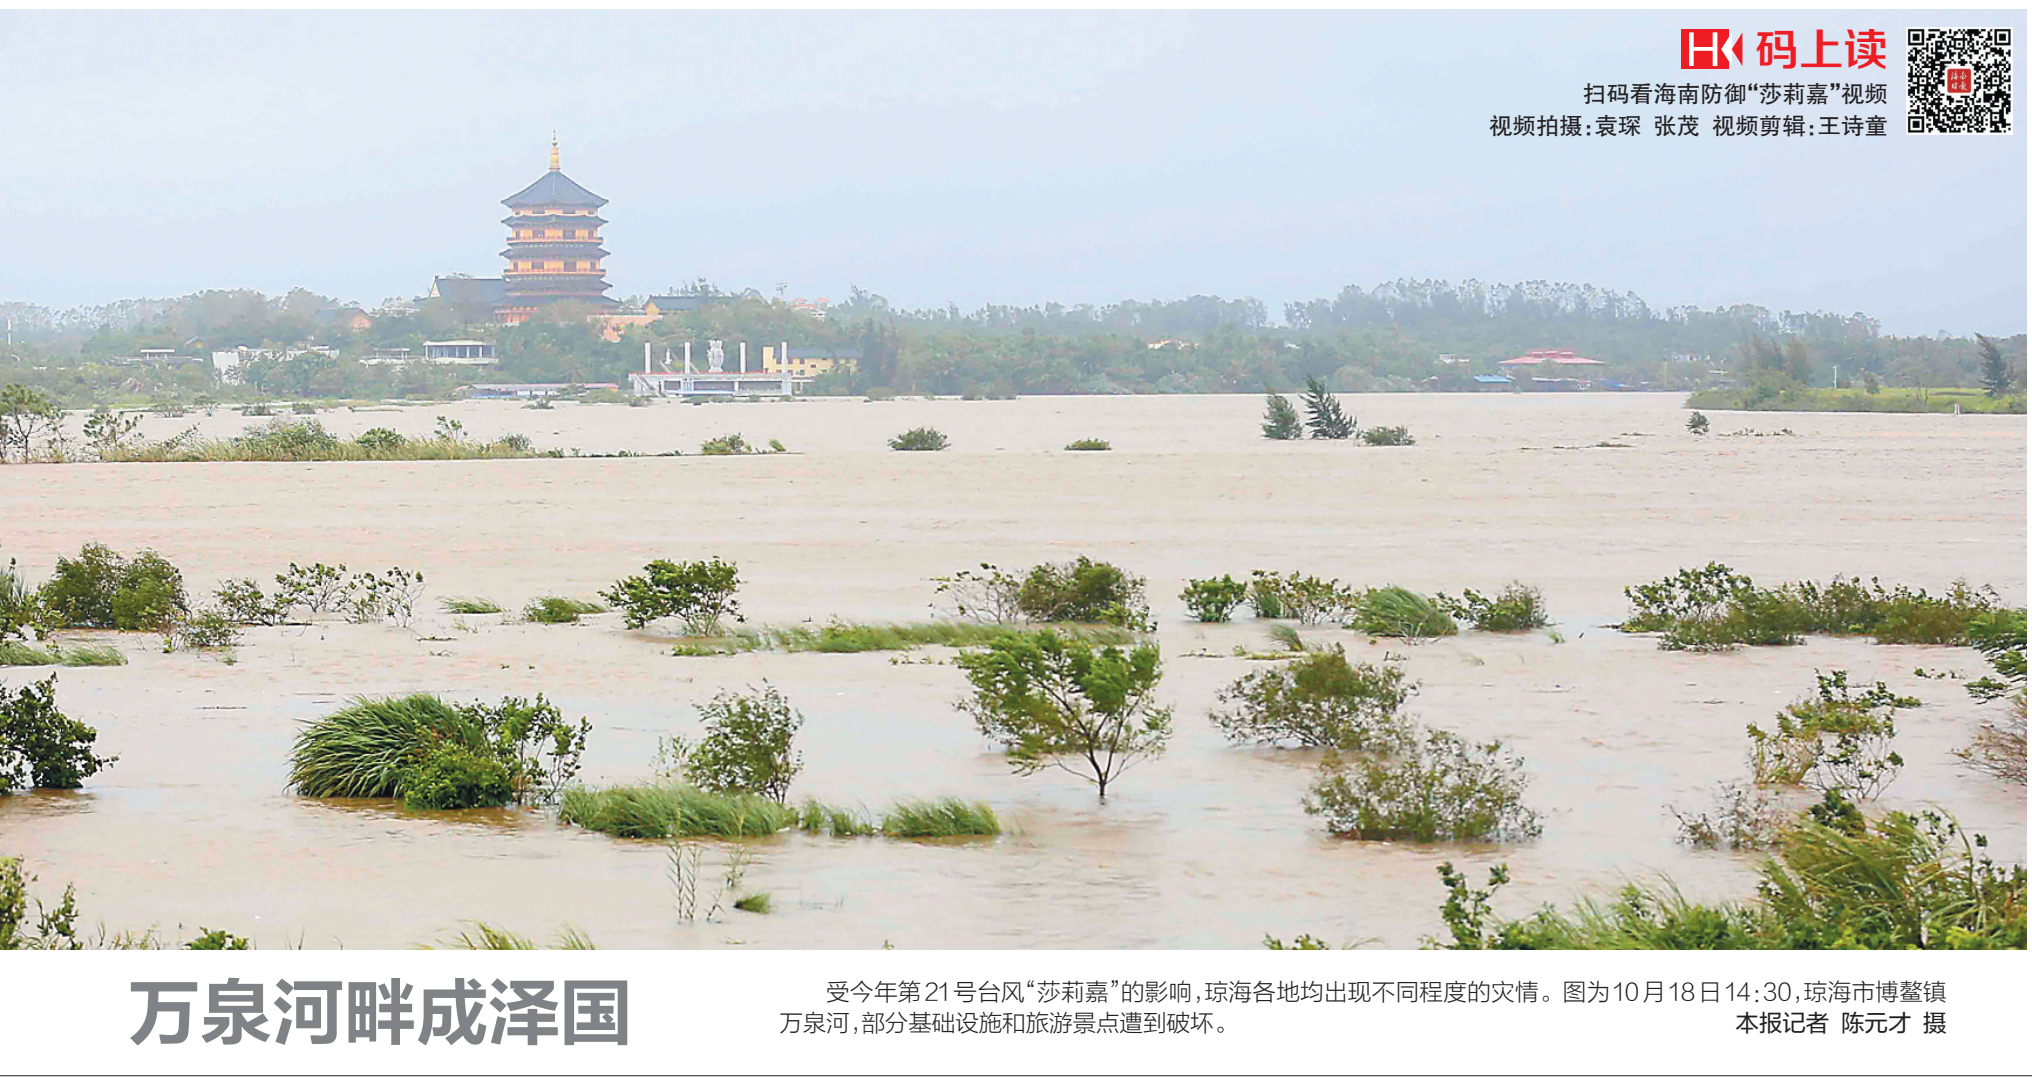 HK 码上读
扫码看海南防御“莎莉嘉”视频
视频拍摄:袁琛 张茂 视频剪辑:王诗童
海南
日报
万泉河畔成泽国
受今年第21号台风“莎莉嘉”的影响,琼海各地均出现不同程度的灾情。图为10月18日14:30,琼海市博鳌镇
万泉河,部分基础设施和旅游景点遭到破坏。
本报记者 陈元才 摄